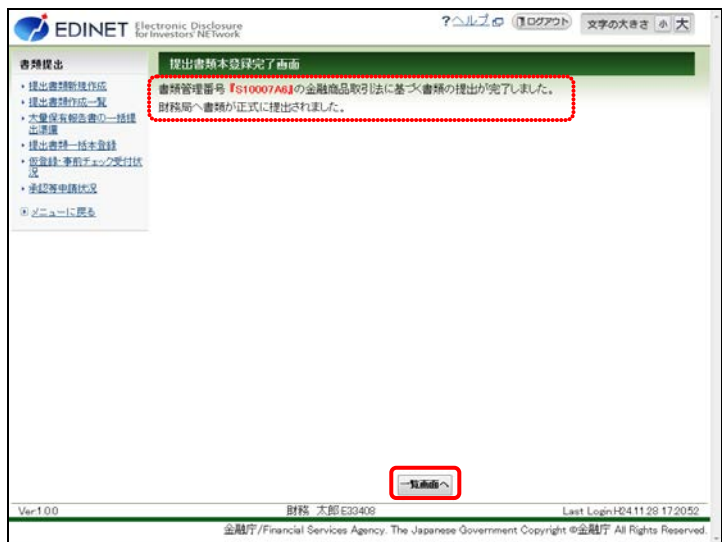 EDINET Electronic Disclosure for Investors' NETwork
?ヘルプ ログアウト 文字の大きさ 小 大
書類提出
・提出書類新規作成
・提出書類作成一覧
・大量保有報告書の一括提
出準備
・提出書類一括本登録
・仮登録・事前チェック受付状
況
・承認等申請状況
メニューに戻る
提出書類本登録完了画面
書類管理番号『S10007A6』の金融商品取引法に基づく書類の提出が完了しました。
財務局へ書類が正式に提出されました。
一覧画面へ
Ver.1.0.0 財務 太郎 E33408 Last Login:H24.11.28 17:20:52
金融庁/Financial Services Agency. The Japanese Government Copyright ©金融庁 All Rights Reserved.